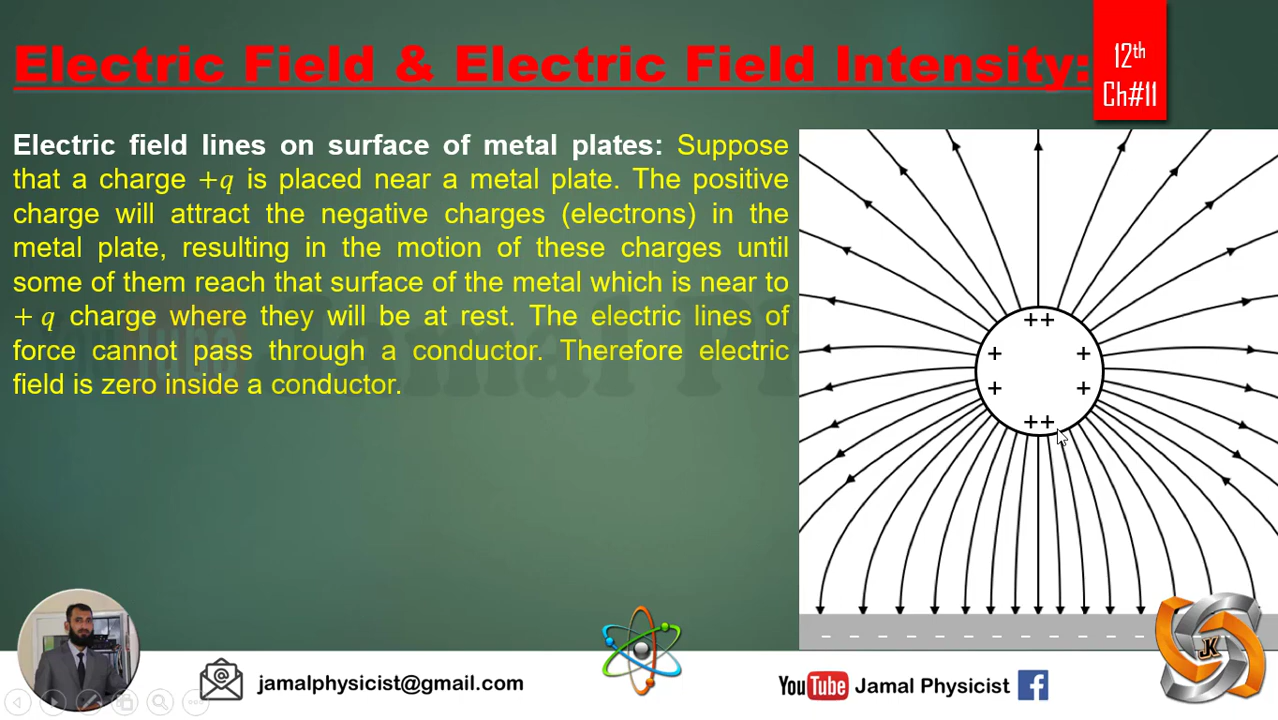 Electric Field & Electric Field Intensity:
12th
Ch#11
Electric field lines on surface of metal plates: Suppose
that a charge +q is placed near a metal plate. The positive
charge will attract the negative charges (electrons) in the
metal plate, resulting in the motion of these charges until
some of them reach that surface of the metal which is near to
+ q charge where they will be at rest. The electric lines of
force cannot pass through a conductor. Therefore electric
field is zero inside a conductor.
++
+ +
+ +
++
jamalphysicist@gmail.com
YouTube Jamal Physicist f
JK